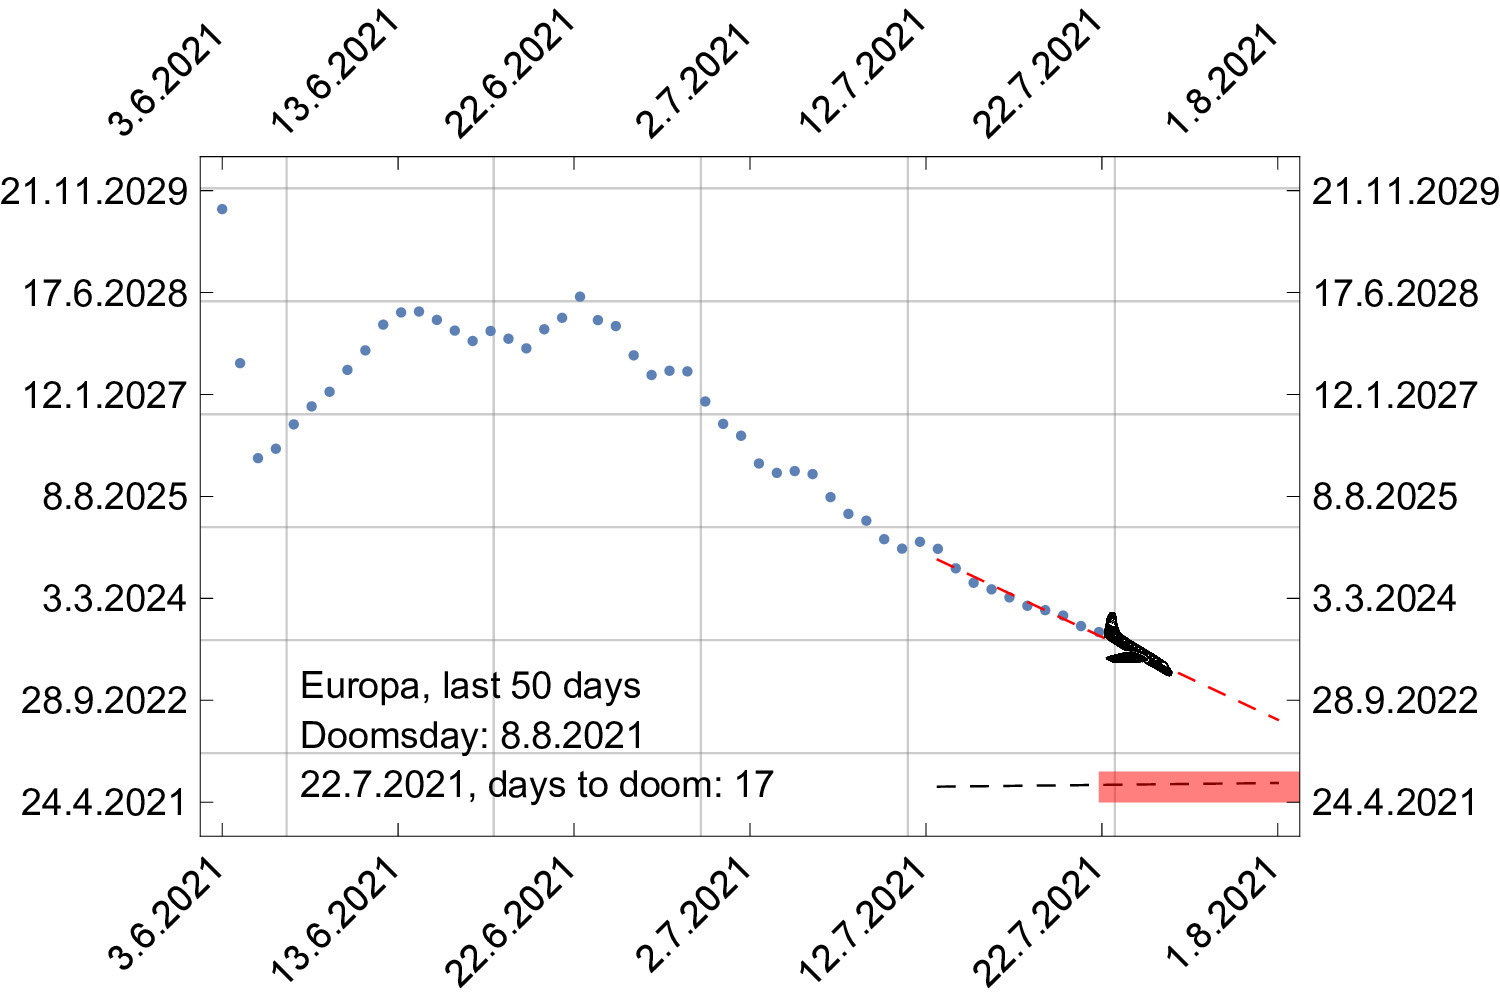 3.6.2021 13.6.2021 22.6.2021 2.7.2021 12.7.2021 22.7.2021 1.8.2021
21.11.2029 21.11.2029
17.6.2028 17.6.2028
12.1.2027 12.1.2027
8.8.2025 8.8.2025
3.3.2024 3.3.2024
28.9.2022 28.9.2022
24.4.2021 24.4.2021
Europa, last 50 days
Doomsday: 8.8.2021
22.7.2021, days to doom: 17
3.6.2021 13.6.2021 22.6.2021 2.7.2021 12.7.2021 22.7.2021 1.8.2021